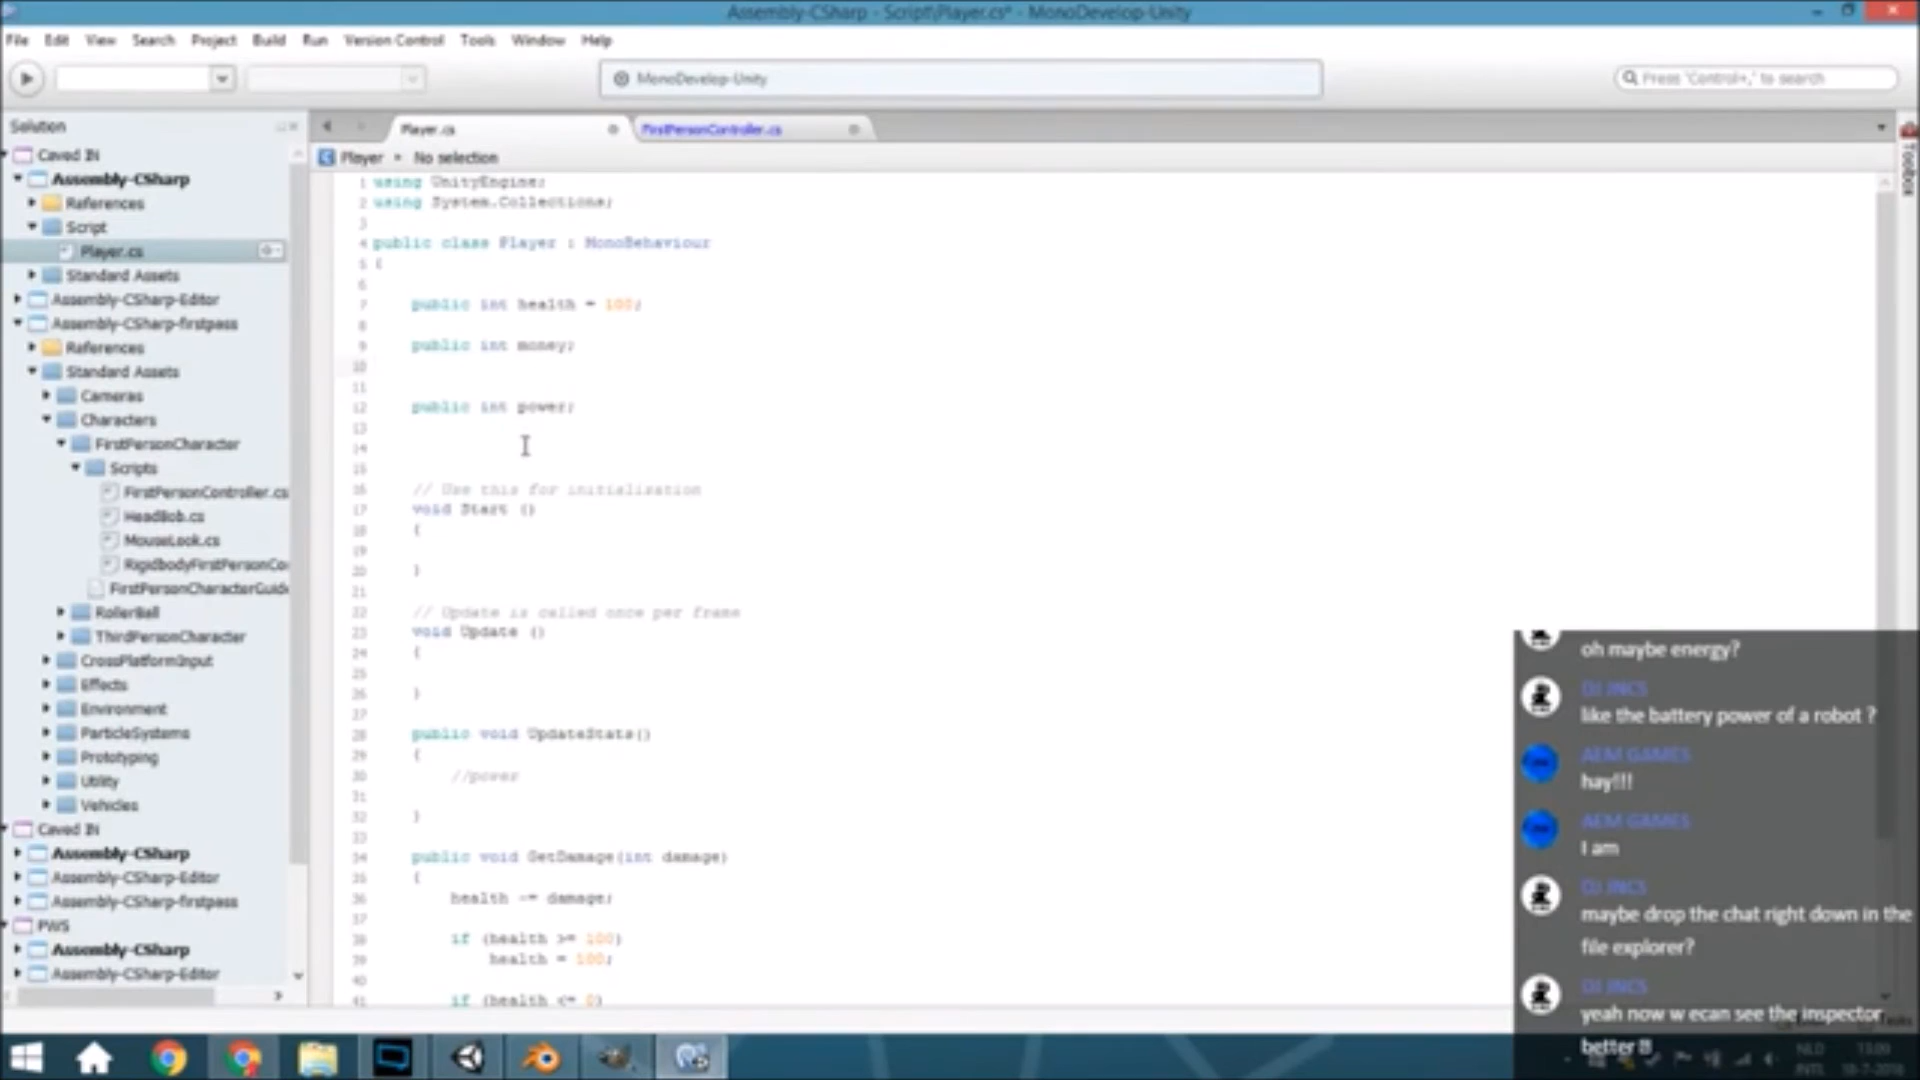 Assembly-CSharp - Script\Player.cs* - MonoDevelop-Unity
File Edit View Search Project Build Run Version Control Tools Window Help
MonoDevelop-Unity
Press 'Control+,' to search
Solution
Player.cs
FirstPersonController.cs
Toolbox
Player
No selection
Caved IN
Assembly-CSharp
References
Script
Player.cs
Standard Assets
Assembly-CSharp-Editor
Assembly-CSharp-firstpass
References
Standard Assets
Cameras
Characters
FirstPersonCharacter
Scripts
FirstPersonController.cs
HeadBob.cs
MouseLook.cs
RigidbodyFirstPersonCo
FirstPersonCharacterGuide
RollerBall
ThirdPersonCharacter
CrossPlatformInput
Effects
Environment
ParticleSystems
Prototyping
Utility
Vehicles
Caved IN
Assembly-CSharp
Assembly-CSharp-Editor
Assembly-CSharp-firstpass
PWS
Assembly-CSharp
Assembly-CSharp-Editor
1 using UnityEngine;
2 using System.Collections;
3
4 public class Player : MonoBehaviour
5 {
6
7 public int health = 100;
8
9 public int money;
10
11
12 public int power;
13
14
15
16 // Use this for initialization
17 void Start ()
18 {
19
20 }
21
22 // Update is called once per frame
23 void Update ()
24 {
25
26 }
27
28 public void UpdateStats()
29 {
30 //power
31
32 }
33
34 public void GetDamage(int damage)
35 {
36 health -= damage;
37
38 if (health >= 100)
39 health = 100;
40
41 if (health <= 0)
oh maybe energy?
DJ JNCS
like the battery power of a robot ?
AEM GAMES
hay!!!
AEM GAMES
I am
DJ JNCS
maybe drop the chat right down in the
file explorer?
DJ JNCS
yeah now w ecan see the inspector
better
NLD
INTL